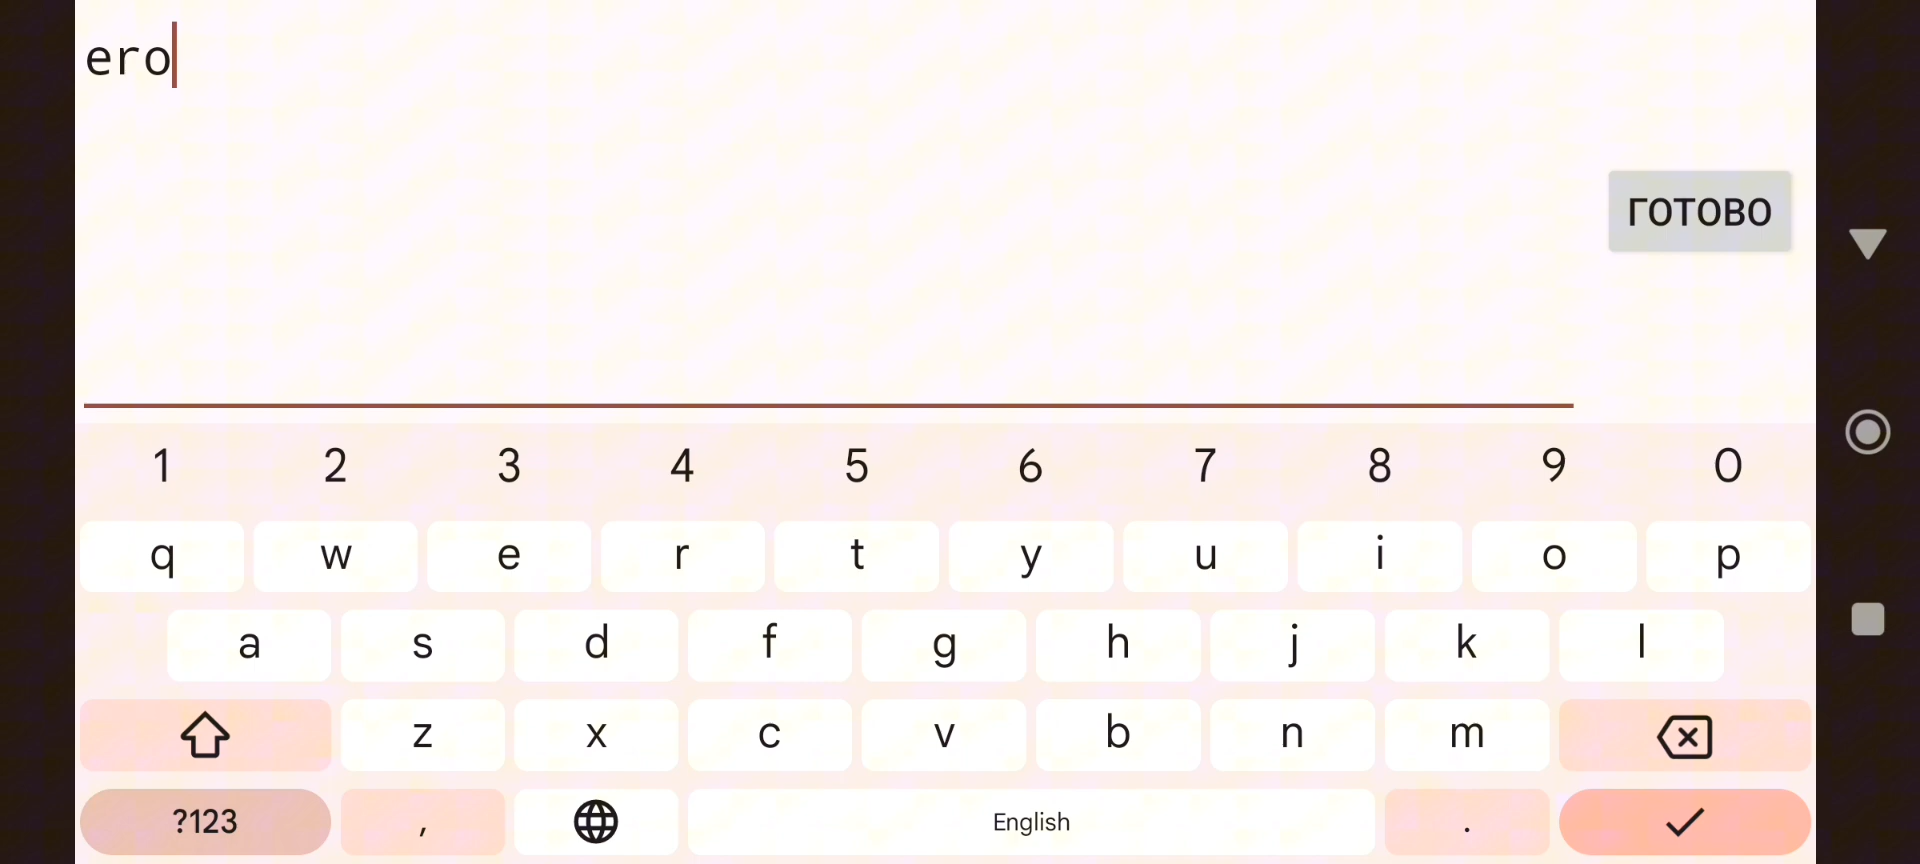 ero
ГОТОВО
1 2 3 4 5 6 7 8 9 0
q w e r t y u i o p
a s d f g h j k l
z x c v b n m
?123 , English .